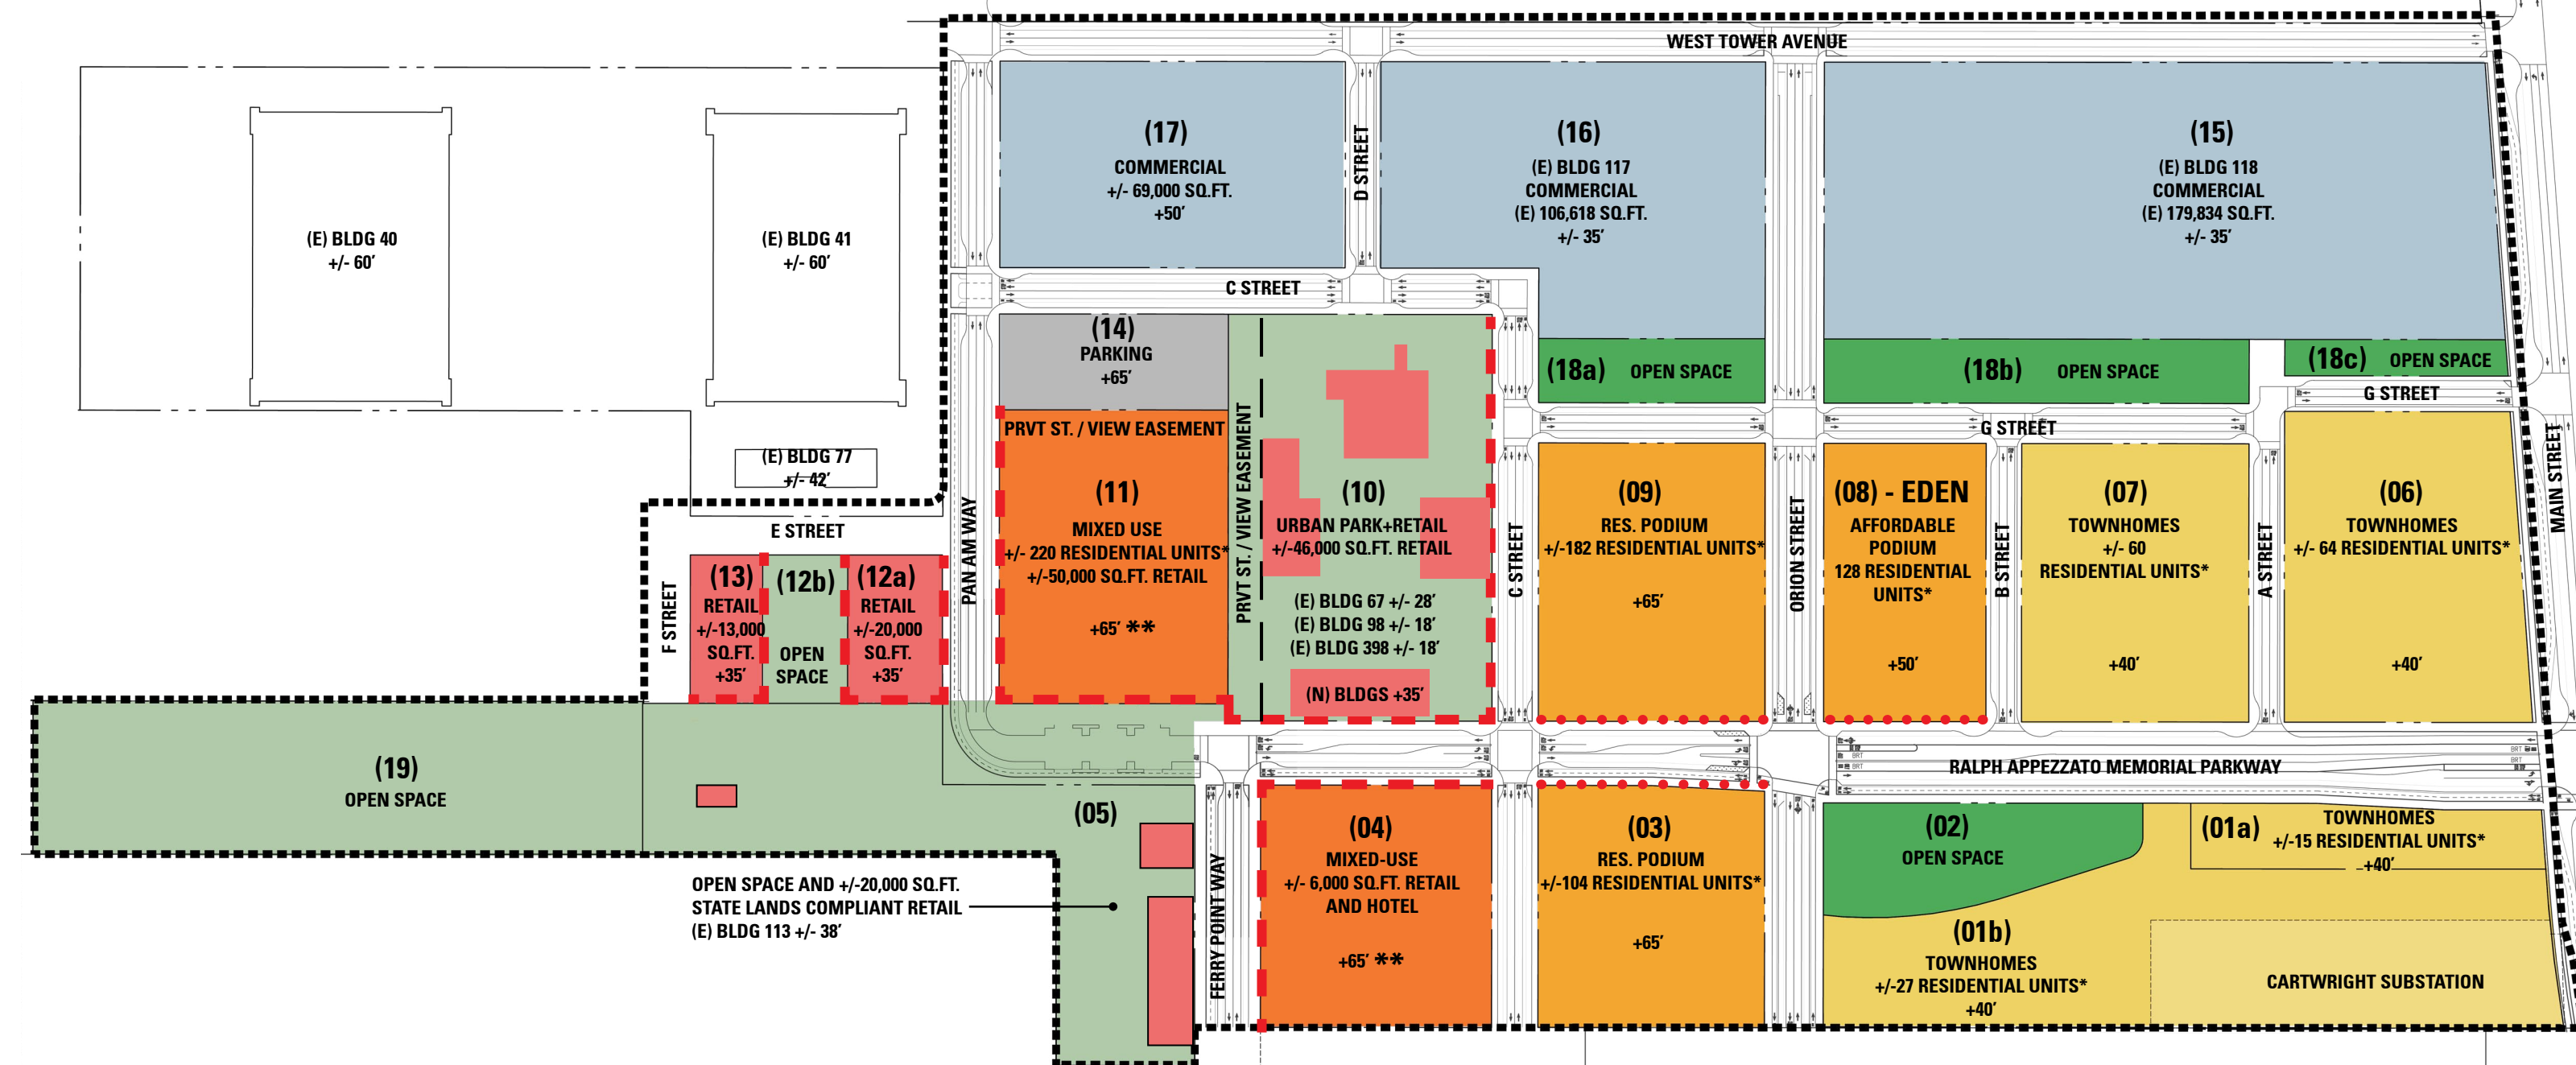 WEST TOWER AVENUE
(E) BLDG 40
+/- 60’
(E) BLDG 41
+/- 60’
(E) BLDG 77
+/- 42’
(17)
COMMERCIAL
+/- 69,000 SQ.FT.
+50’
D STREET
(16)
(E) BLDG 117
COMMERCIAL
(E) 106,618 SQ.FT.
+/- 35’
(15)
(E) BLDG 118
COMMERCIAL
(E) 179,834 SQ.FT.
+/- 35’
C STREET
(14)
PARKING
+65’
(18a) OPEN SPACE
(18b) OPEN SPACE
(18c) OPEN SPACE
G STREET
G STREET
MAIN STREET
E STREET
F STREET
(13)
RETAIL
+/-13,000
SQ.FT.
+35’
(12b)
OPEN
SPACE
(12a)
RETAIL
+/-20,000
SQ.FT.
+35’
PAN AM WAY
PRVT ST. / VIEW EASEMENT
(11)
MIXED USE
+/- 220 RESIDENTIAL UNITS*
+/-50,000 SQ.FT. RETAIL
+65’ **
PRVT ST. / VIEW EASEMENT
(10)
URBAN PARK+RETAIL
+/-46,000 SQ.FT. RETAIL
(E) BLDG 67 +/- 28’
(E) BLDG 98 +/- 18’
(E) BLDG 398 +/- 18’
(N) BLDGS +35’
C STREET
(09)
RES. PODIUM
+/-182 RESIDENTIAL UNITS*
+65’
ORION STREET
(08) - EDEN
AFFORDABLE
PODIUM
128 RESIDENTIAL
UNITS*
+50’
B STREET
(07)
TOWNHOMES
+/- 60
RESIDENTIAL UNITS*
+40’
A STREET
(06)
TOWNHOMES
+/- 64 RESIDENTIAL UNITS*
+40’
BRT
BRT
BRT
RALPH APPEZZATO MEMORIAL PARKWAY
(19)
OPEN SPACE
(05)
OPEN SPACE AND +/-20,000 SQ.FT.
STATE LANDS COMPLIANT RETAIL
(E) BLDG 113 +/- 38’
FERRY POINT WAY
(04)
MIXED-USE
+/- 6,000 SQ.FT. RETAIL
AND HOTEL
+65’ **
(03)
RES. PODIUM
+/-104 RESIDENTIAL UNITS*
+65’
(02)
OPEN SPACE
(01a)
TOWNHOMES
+/-15 RESIDENTIAL UNITS*
+40’
(01b)
TOWNHOMES
+/-27 RESIDENTIAL UNITS*
+40’
CARTWRIGHT SUBSTATION